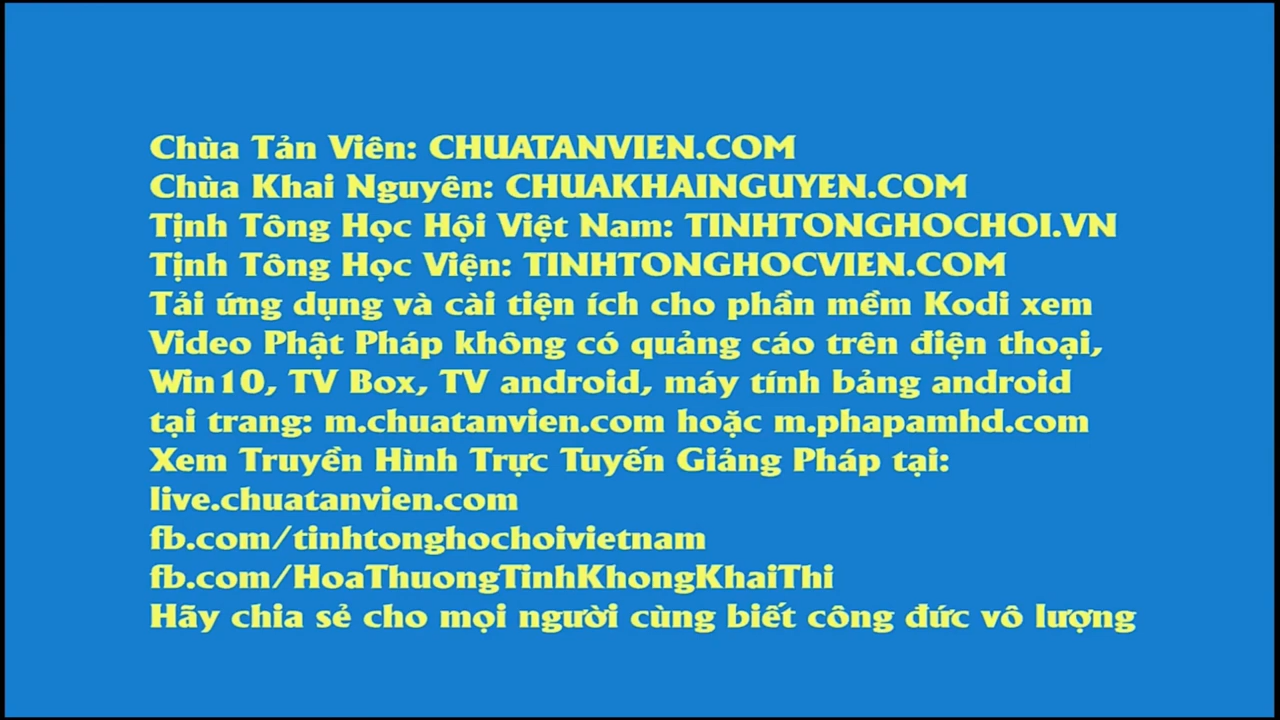 Chùa Tản Viên: CHUATANVIEN.COM
Chùa Khai Nguyên: CHUAKHAINGUYEN.COM
Tịnh Tông Học Hội Việt Nam: TINHTONGHOCHOI.VN
Tịnh Tông Học Viện: TINHTONGHOCVIEN.COM
Tải ứng dụng và cài tiện ích cho phần mềm Kodi xem
Video Phật Pháp không có quảng cáo trên điện thoại,
Win10, TV Box, TV android, máy tính bảng android
tại trang: m.chuatanvien.com hoặc m.phapamhd.com
Xem Truyền Hình Trực Tuyến Giảng Pháp tại:
live.chuatanvien.com
fb.com/tinhtonghochoivietnam
fb.com/HoaThuongTinhKhongKhaiThi
Hãy chia sẻ cho mọi người cùng biết công đức vô lượng